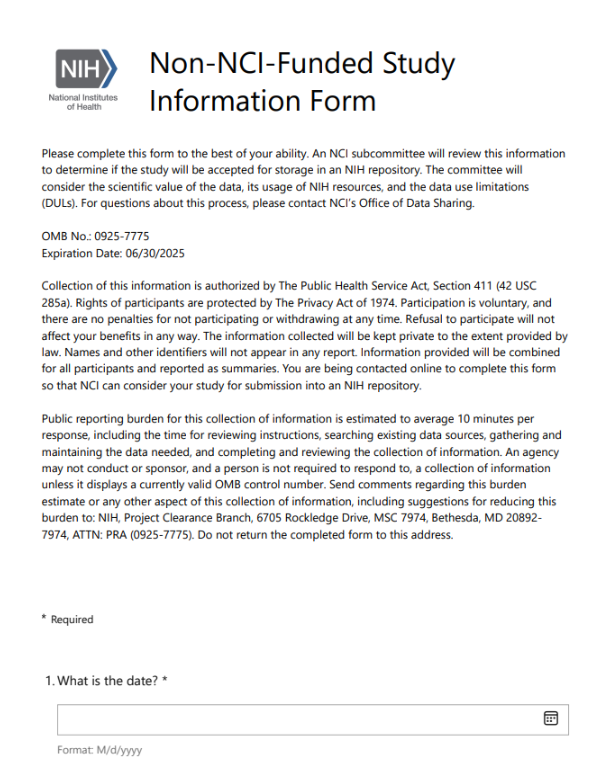 NIH
National Institutes
of Health
Non-NCI-Funded Study
Information Form
Please complete this form to the best of your ability. An NCI subcommittee will review this information
to determine if the study will be accepted for storage in an NIH repository. The committee will
consider the scientific value of the data, its usage of NIH resources, and the data use limitations
(DULs). For questions about this process, please contact NCI's Office of Data Sharing.
OMB No.: 0925-7775
Expiration Date: 06/30/2025
Collection of this information is authorized by The Public Health Service Act, Section 411 (42 USC
285a). Rights of participants are protected by The Privacy Act of 1974. Participation is voluntary, and
there are no penalties for not participating or withdrawing at any time. Refusal to participate will not
affect your benefits in any way. The information collected will be kept private to the extent provided by
law. Names and other identifiers will not appear in any report. Information provided will be combined
for all participants and reported as summaries. You are being contacted online to complete this form
so that NCI can consider your study for submission into an NIH repository.
Public reporting burden for this collection of information is estimated to average 10 minutes per
response, including the time for reviewing instructions, searching existing data sources, gathering and
maintaining the data needed, and completing and reviewing the collection of information. An agency
may not conduct or sponsor, and a person is not required to respond to, a collection of information
unless it displays a currently valid OMB control number. Send comments regarding this burden
estimate or any other aspect of this collection of information, including suggestions for reducing this
burden to: NIH, Project Clearance Branch, 6705 Rockledge Drive, MSC 7974, Bethesda, MD 20892-
7974, ATTN: PRA (0925-7775). Do not return the completed form to this address.
* Required
1. What is the date? *
Format: M/d/yyyy